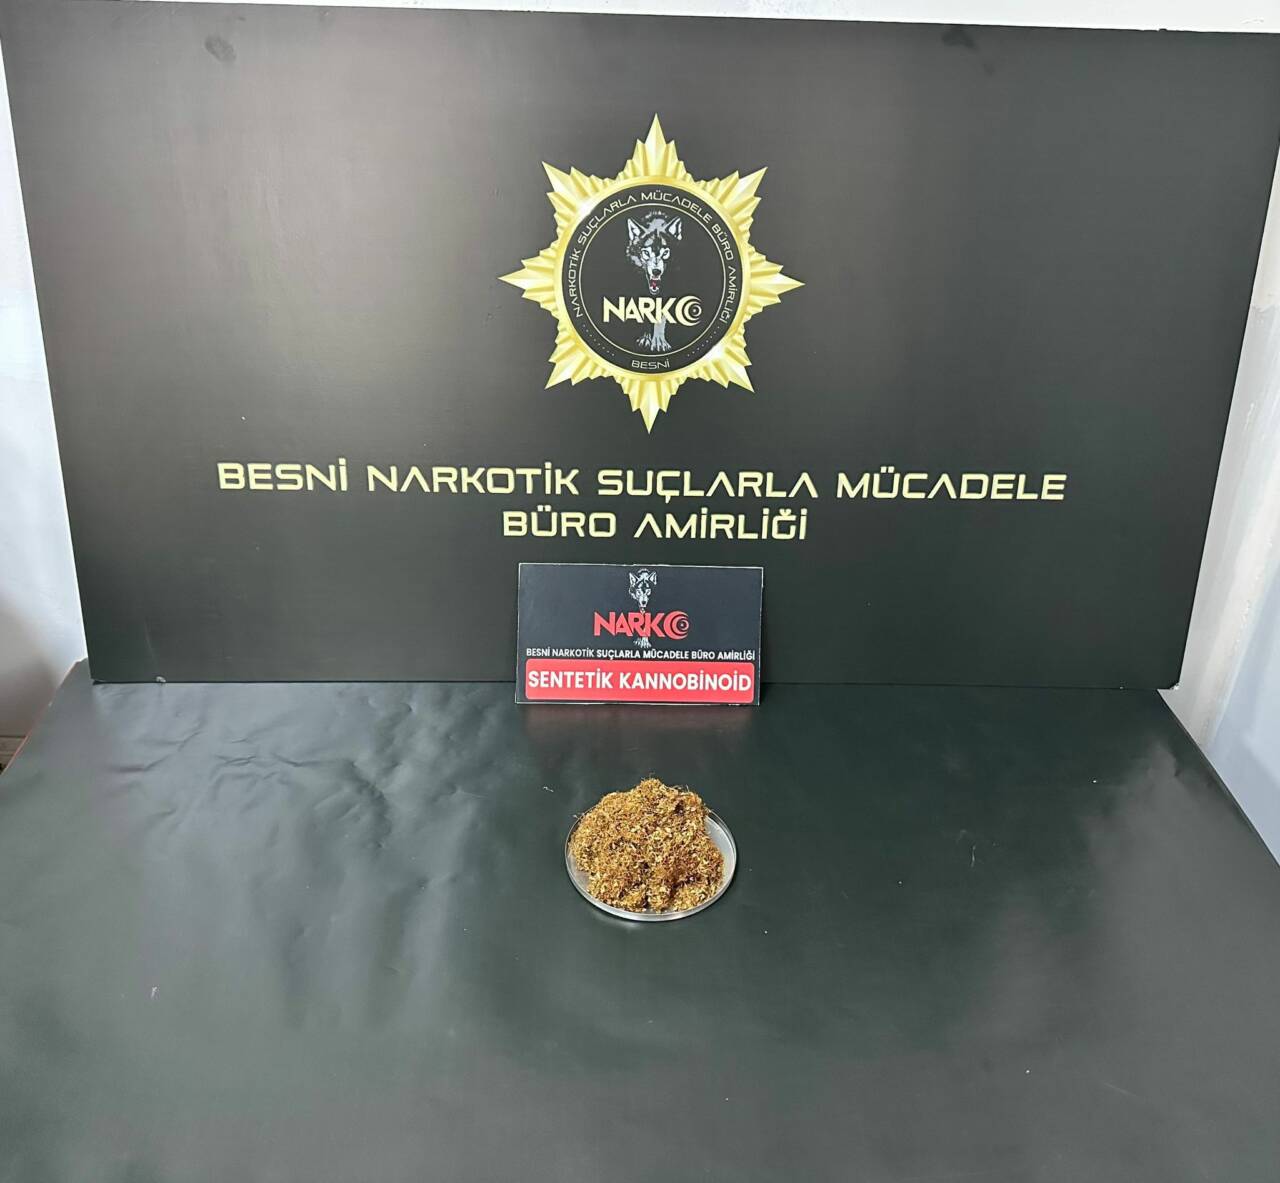 NARKOTİK SUÇLARLA MÜCADELE BÜRO AMİRLİĞİ
NARKO
BESNİ
BESNİ NARKOTİK SUÇLARLA MÜCADELE
BÜRO AMİRLİĞİ
NARKO
BESNİ NARKOTİK SUÇLARLA MÜCADELE BÜRO AMİRLİĞİ
SENTETİK KANNOBİNOİD